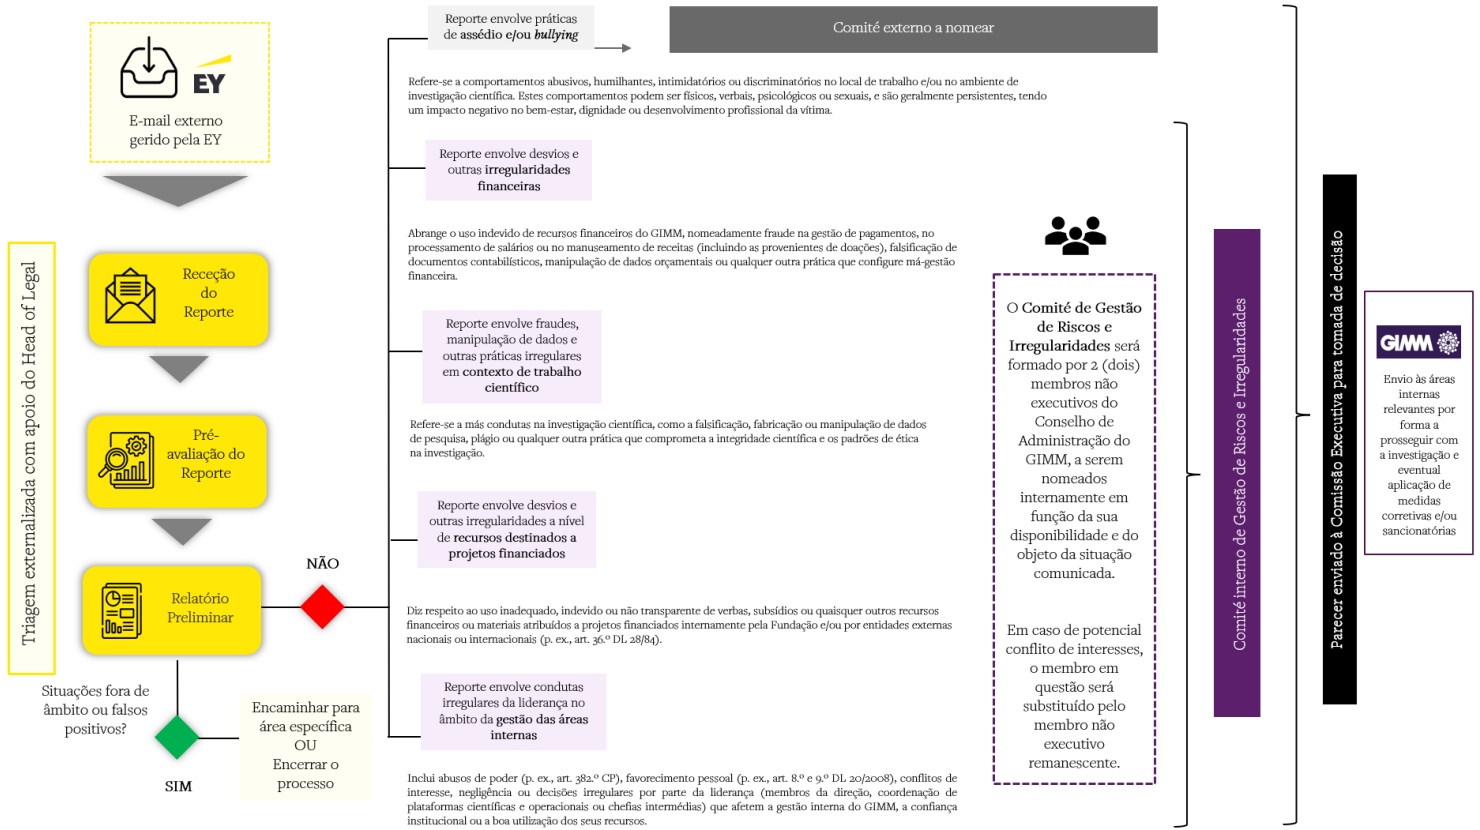 EY
E-mail externo
gerido pela EY
Triagem externalizada com apoio do Head of Legal
Receção
do
Reporte
Pré-
avaliação do
Reporte
Relatório
Preliminar
NÃO
Situações fora de
âmbito ou falsos
positivos?
SIM
Encaminhar para
área específica
OU
Encerrar o
processo
Reporte envolve práticas
de assédio e/ou bullying
Comité externo a nomear
Refere-se a comportamentos abusivos, humilhantes, intimidatórios ou discriminatórios no local de trabalho e/ou no ambiente de
investigação científica. Estes comportamentos podem ser físicos, verbais, psicológicos ou sexuais, e são geralmente persistentes, tendo
um impacto negativo no bem-estar, dignidade ou desenvolvimento profissional da vítima.
Reporte envolve desvios e
outras irregularidades
financeiras
Abrange o uso indevido de recursos financeiros do GIMM, nomeadamente fraude na gestão de pagamentos, no
processamento de salários ou no manuseamento de receitas (incluindo as provenientes de doações), falsificação de
documentos contabilísticos, manipulação de dados orçamentais ou qualquer outra prática que configure má-gestão
financeira.
Reporte envolve fraudes,
manipulação de dados e
outras práticas irregulares
em contexto de trabalho
científico
Refere-se a más condutas na investigação científica, como a falsificação, fabricação ou manipulação de dados
de pesquisa, plágio ou qualquer outra prática que comprometa a integridade científica e os padrões de ética
na investigação.
Reporte envolve desvios e
outras irregularidades a nível
de recursos destinados a
projetos financiados
Diz respeito ao uso inadequado, indevido ou não transparente de verbas, subsídios ou quaisquer outros recursos
financeiros ou materiais atribuídos a projetos financiados internamente pela Fundação e/ou por entidades externas
nacionais ou internacionais (p. ex., art. 36.º DL 28/84).
Reporte envolve condutas
irregulares da liderança no
âmbito da gestão das áreas
internas
Inclui abusos de poder (p. ex., art. 382.º CP), favorecimento pessoal (p. ex., art. 8.º e 9.º DL 20/2008), conflitos de
interesse, negligência ou decisões irregulares por parte da liderança (membros da direção, coordenação de
plataformas científicas e operacionais ou chefias intermédias) que afetem a gestão interna do GIMM, a confiança
institucional ou a boa utilização dos seus recursos.
O Comité de Gestão
de Riscos e
Irregularidades será
formado por 2 (dois)
membros não
executivos do
Conselho de
Administração do
GIMM, a serem
nomeados
internamente em
função da sua
disponibilidade e do
objeto da situação
comunicada.
Em caso de potencial
conflito de interesses,
o membro em
questão será
substituído pelo
membro não
executivo
remanescente.
Comité interno de Gestão de Riscos e Irregularidades
Parecer enviado à Comissão Executiva para tomada de decisão
GIMM
Envio às áreas
internas
relevantes por
forma a
prosseguir com
a investigação e
eventual
aplicação de
medidas
corretivas e/ou
sancionatórias